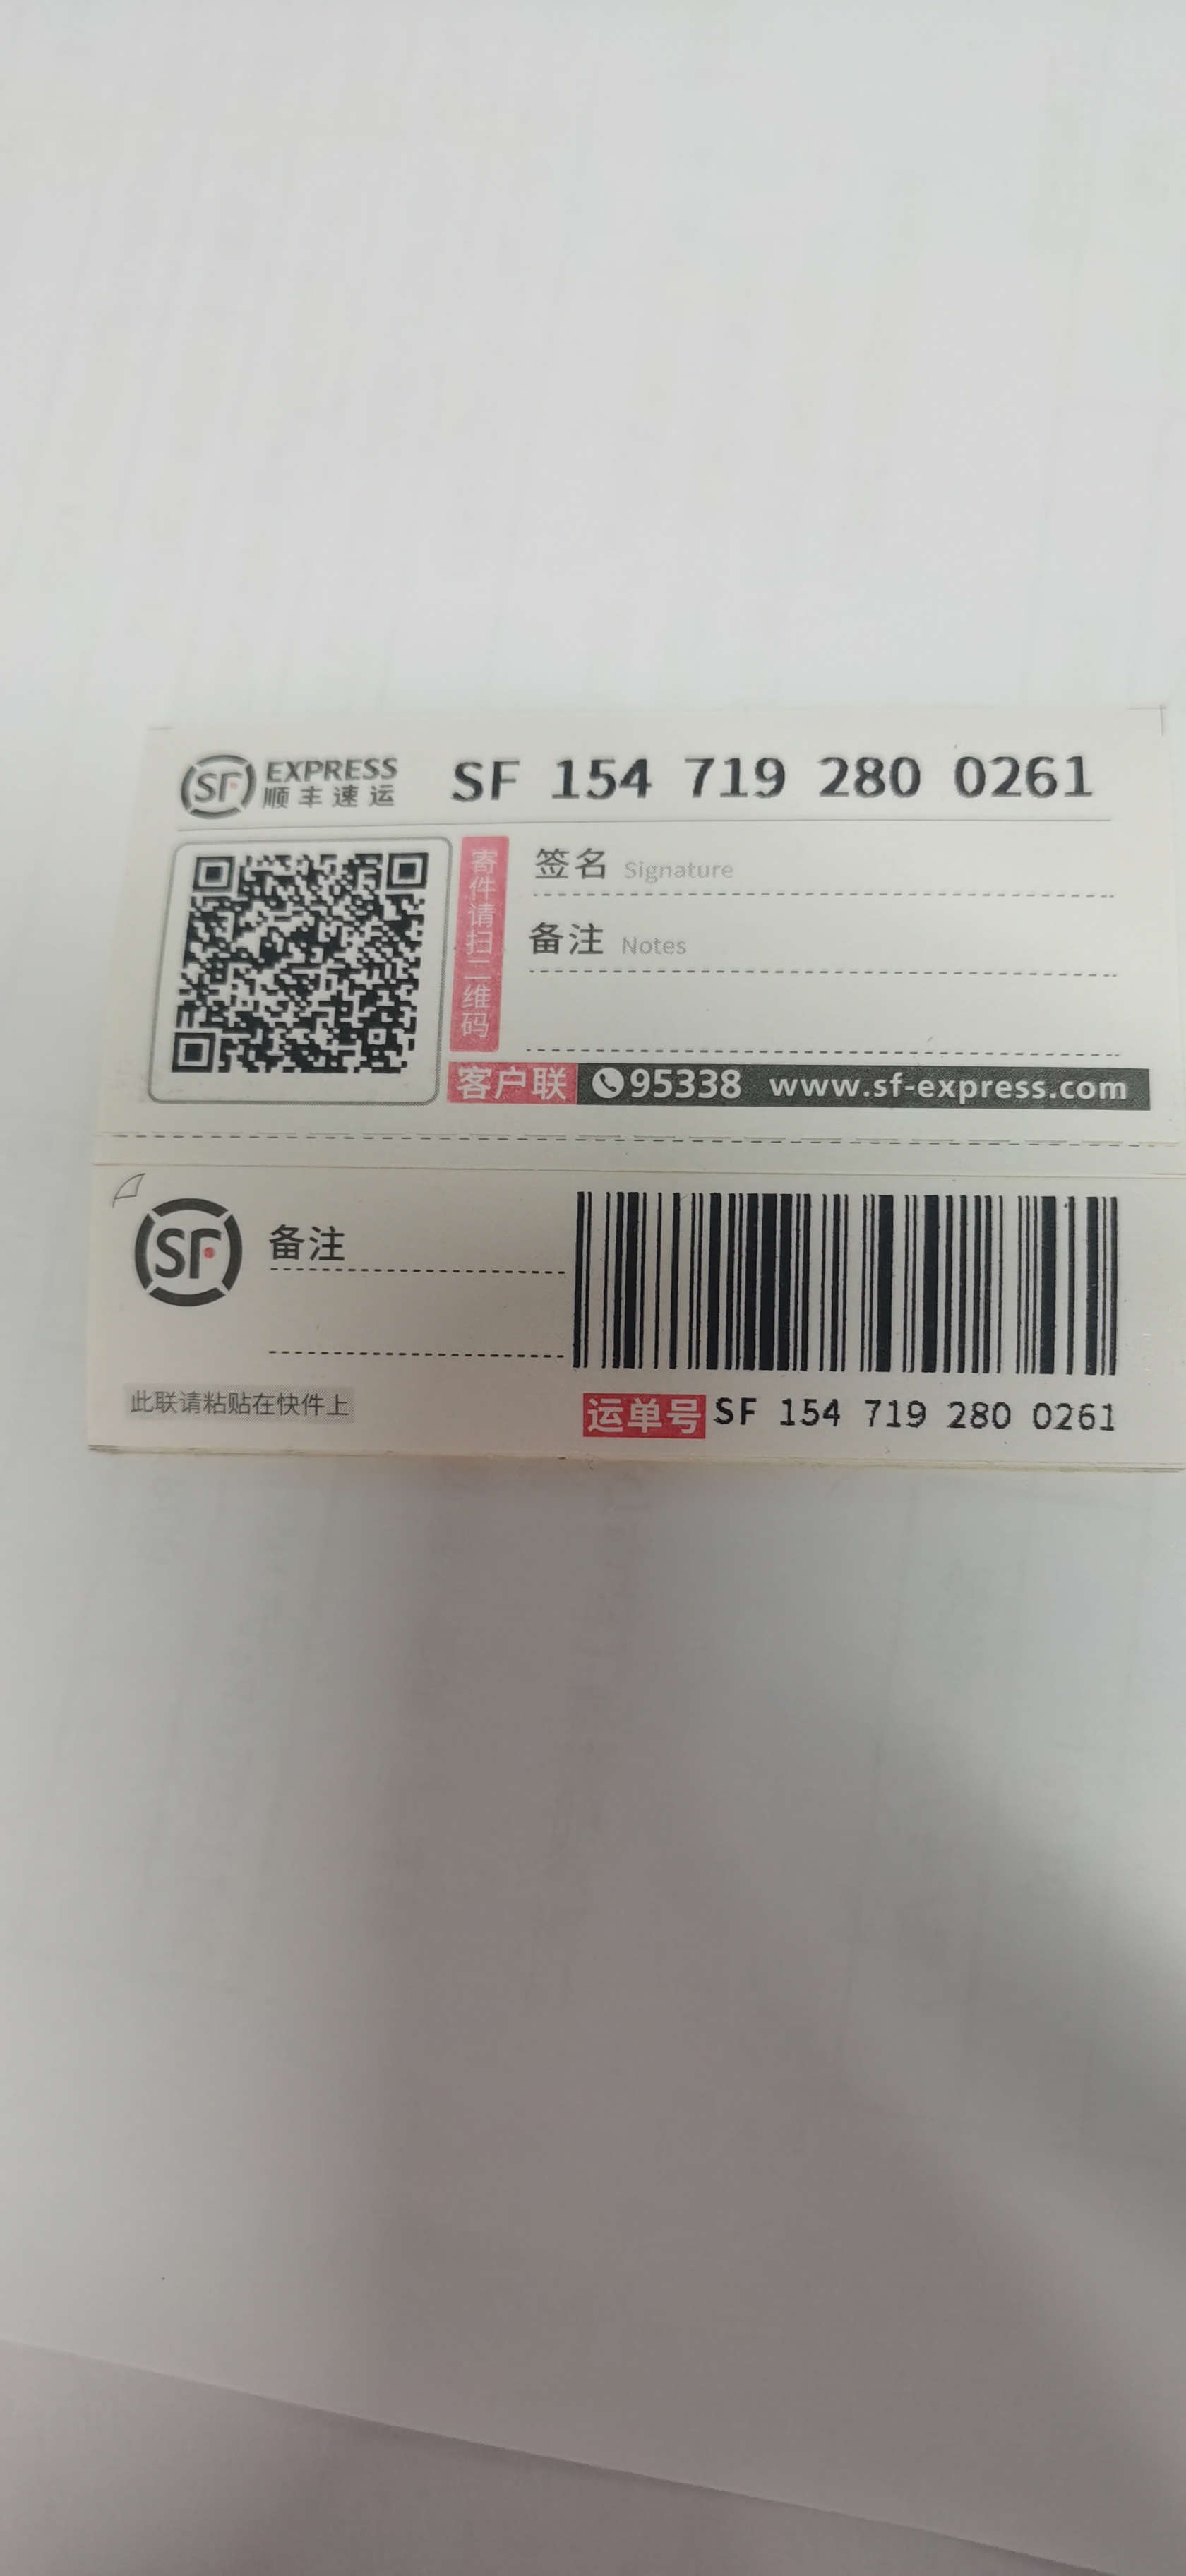 SF EXPRESS
顺丰速运
SF 154 719 280 0261
寄件请扫二维码
签名 Signature
备注 Notes
客户联 95338 www.sf-express.com
SF
备注
此联请粘贴在快件上
运单号 SF 154 719 280 0261